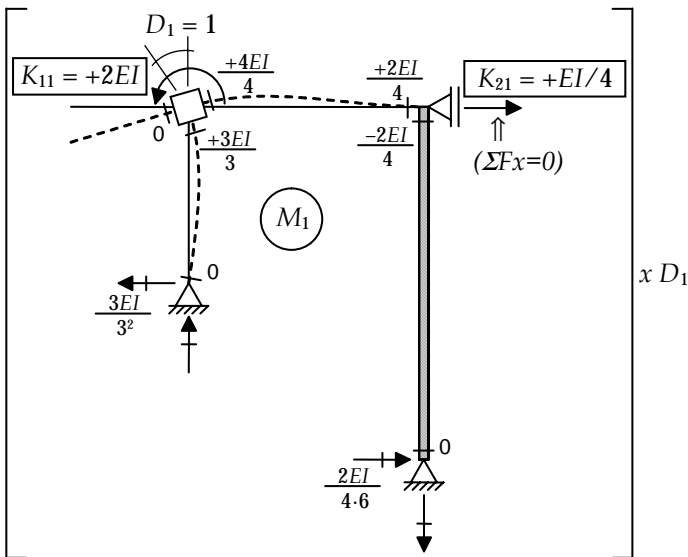 D₁ = 1
K₁₁ = +2EI
+4EI
4
+2EI
4
K₂₁ = +EI/4
0
+3EI
3
−2EI
4
⇑
(ΣFx=0)
M₁
x D₁
0
3EI
3²
0
2EI
4·6